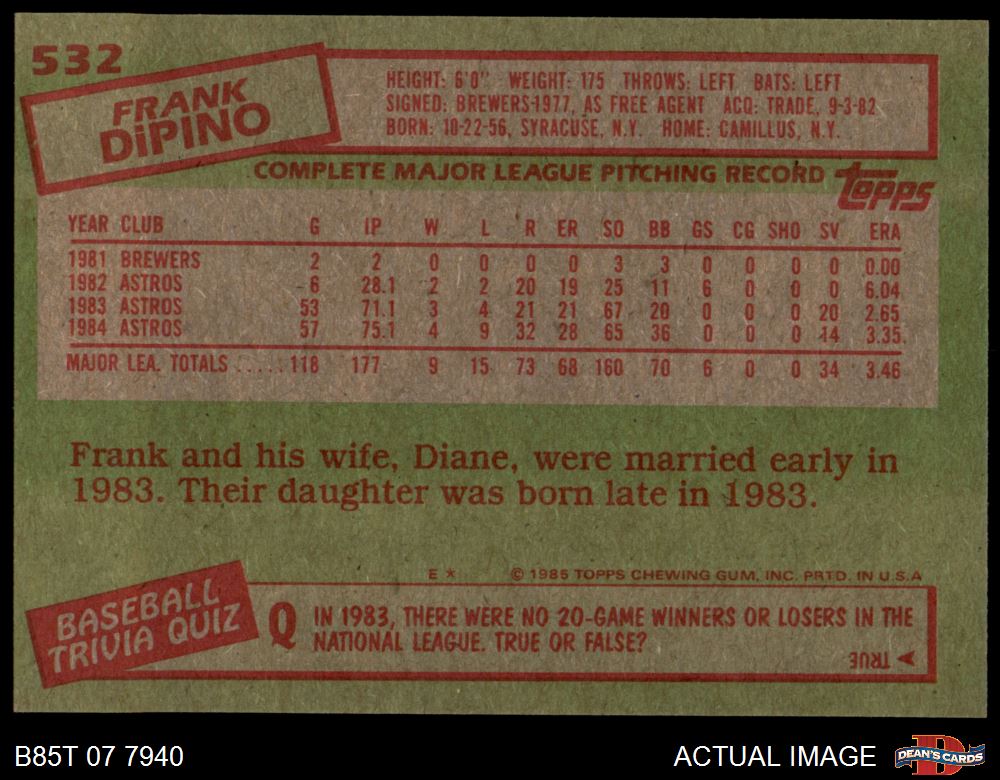 532
FRANK
DiPINO
HEIGHT: 6'0" WEIGHT: 175 THROWS: LEFT BATS: LEFT
SIGNED: BREWERS-1977, AS FREE AGENT ACQ: TRADE, 9-3-82
BORN: 10-22-56, SYRACUSE, N.Y. HOME: CAMILLUS, N.Y.
COMPLETE MAJOR LEAGUE PITCHING RECORD
topps
YEAR CLUB G IP W L R ER SO BB GS CG SHO SV ERA
1981 BREWERS 2 2 0 0 0 0 3 3 0 0 0 0 0.00
1982 ASTROS 6 28.1 2 2 20 19 25 11 6 0 0 0 6.04
1983 ASTROS 53 71.1 3 4 21 21 67 20 0 0 0 20 2.65
1984 ASTROS 57 75.1 4 9 32 28 65 36 0 0 0 14 3.35
MAJOR LEA. TOTALS ..... 118 177 9 15 73 68 160 70 6 0 0 34 3.46
Frank and his wife, Diane, were married early in
1983. Their daughter was born late in 1983.
E * © 1985 TOPPS CHEWING GUM, INC. PRTD. IN U.S.A
BASEBALL
TRIVIA QUIZ
Q IN 1983, THERE WERE NO 20-GAME WINNERS OR LOSERS IN THE
NATIONAL LEAGUE. TRUE OR FALSE?
TRUE
B85T 07 7940
ACTUAL IMAGE
DEAN'S CARDS